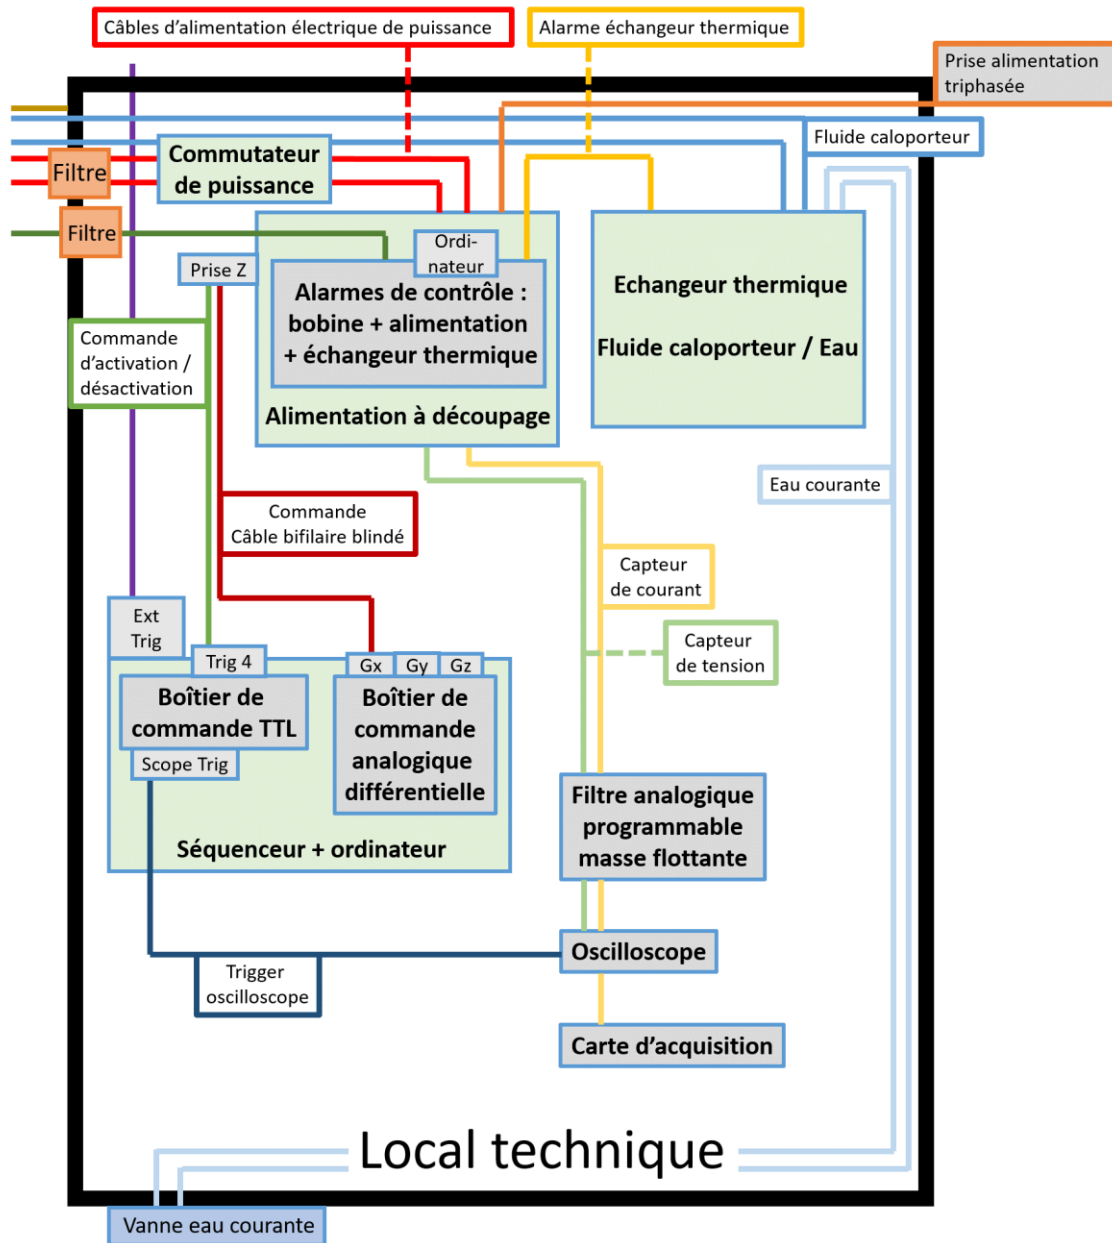 Câbles d'alimentation électrique de puissance
Alarme échangeur thermique
Prise alimentation
triphasée
Fluide caloporteur
Commutateur
de puissance
Filtre
Filtre
Prise Z
Ordi-
nateur
Alarmes de contrôle :
bobine + alimentation
+ échangeur thermique
Alimentation à découpage
Echangeur thermique
Fluide caloporteur / Eau
Commande
d'activation /
désactivation
Eau courante
Commande
Câble bifilaire blindé
Capteur
de courant
Capteur
de tension
Ext
Trig
Trig 4
Gx
Gy
Gz
Boîtier de
commande TTL
Scope Trig
Boîtier de
commande
analogique
différentielle
Séquenceur + ordinateur
Filtre analogique
programmable
masse flottante
Oscilloscope
Trigger
oscilloscope
Carte d'acquisition
Local technique
Vanne eau courante